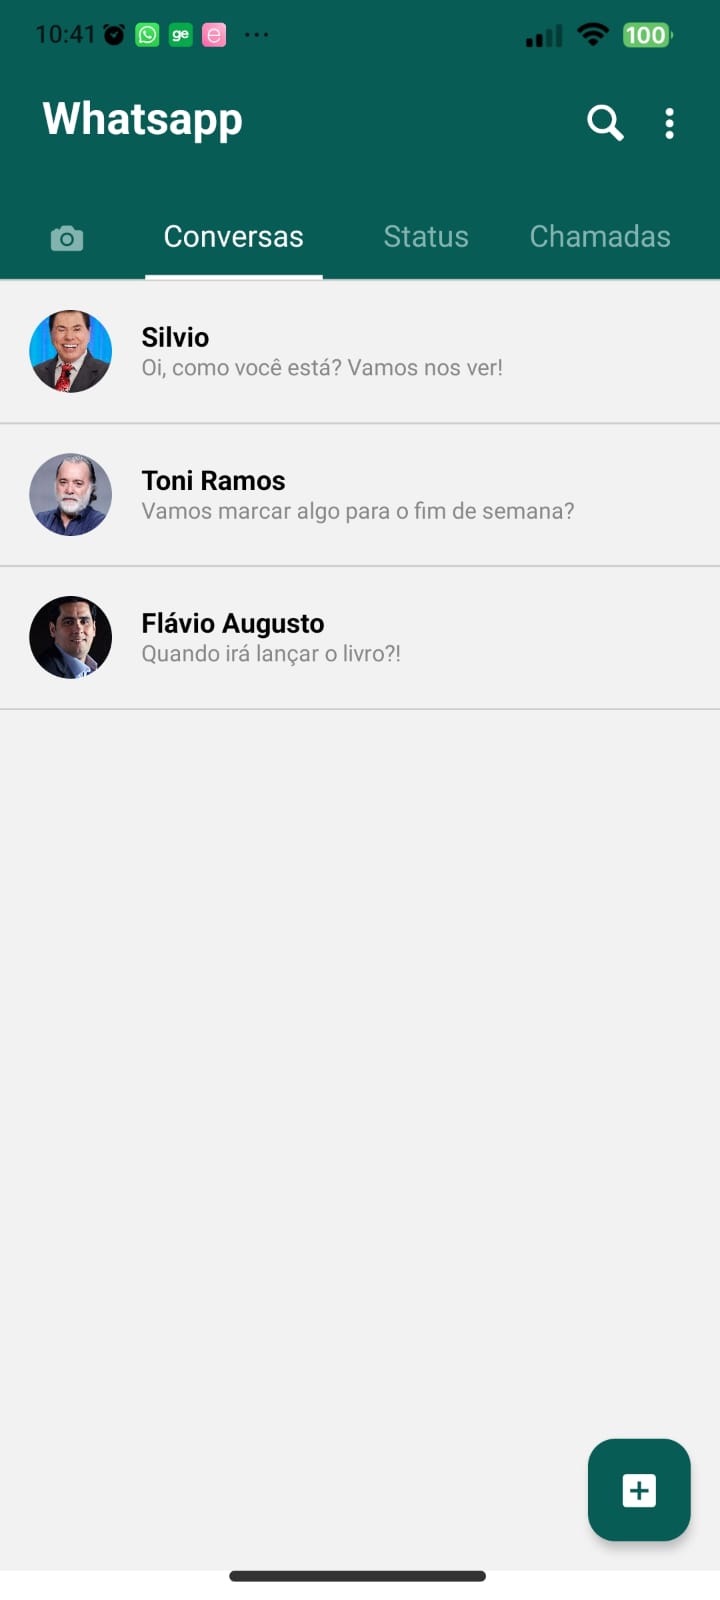 10:41
ge
e
100
Whatsapp
Conversas
Status
Chamadas
Silvio
Oi, como você está? Vamos nos ver!
Toni Ramos
Vamos marcar algo para o fim de semana?
Flávio Augusto
Quando irá lançar o livro?!